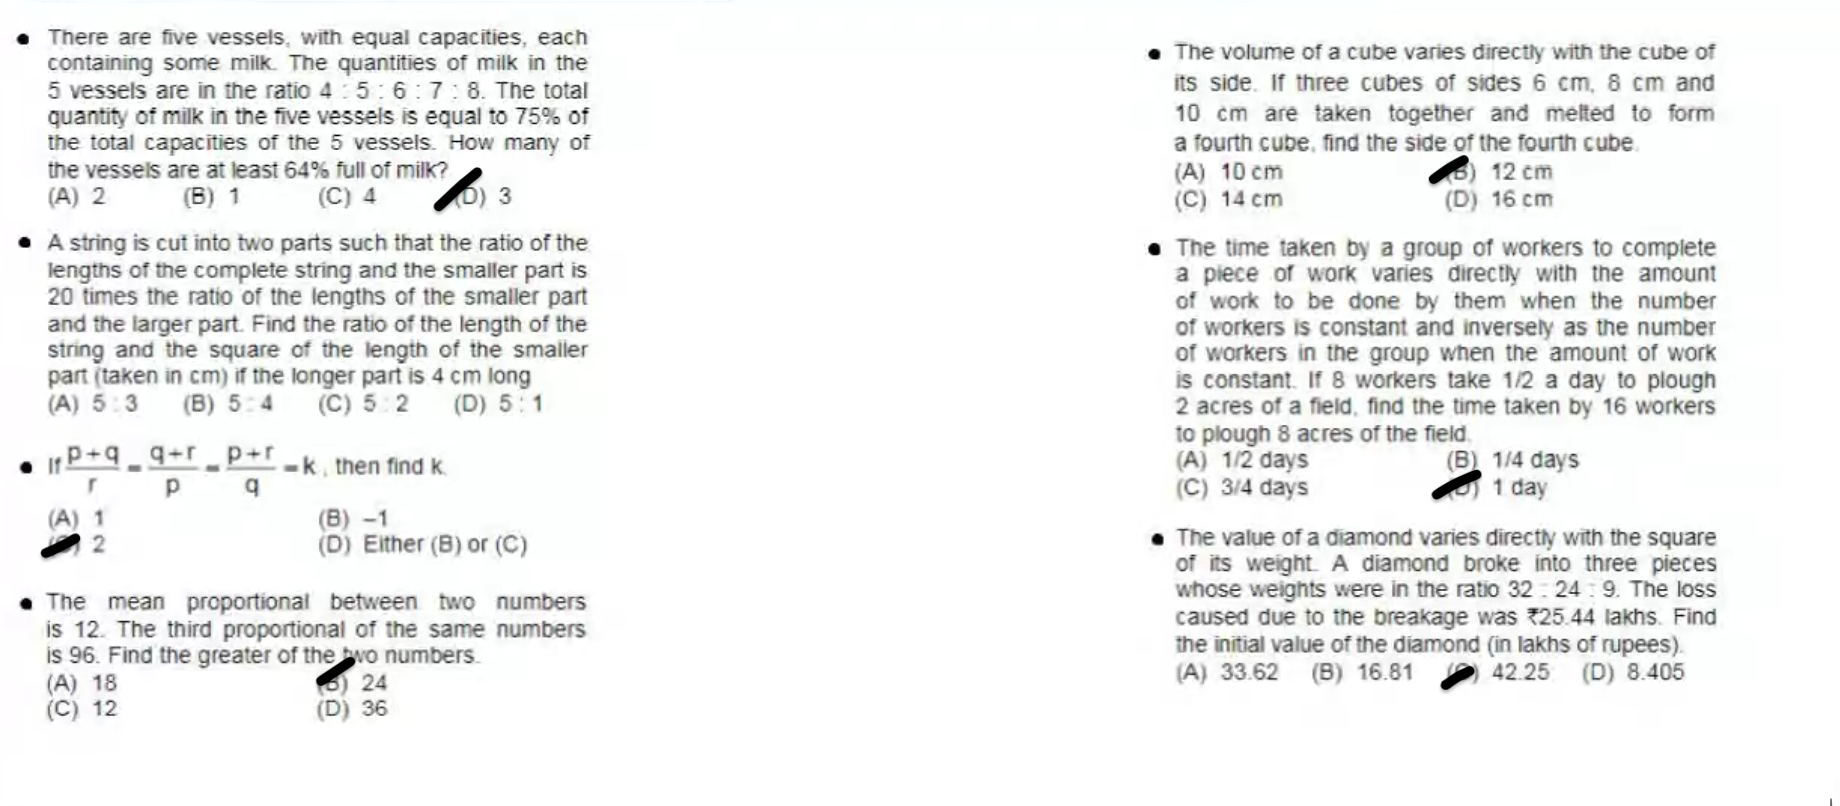 • There are five vessels, with equal capacities, each
containing some milk. The quantities of milk in the
5 vessels are in the ratio 4 : 5 : 6 : 7 : 8. The total
quantity of milk in the five vessels is equal to 75% of
the total capacities of the 5 vessels. How many of
the vessels are at least 64% full of milk?
(A) 2 (B) 1 (C) 4 (D) 3
• A string is cut into two parts such that the ratio of the
lengths of the complete string and the smaller part is
20 times the ratio of the lengths of the smaller part
and the larger part. Find the ratio of the length of the
string and the square of the length of the smaller
part (taken in cm) if the longer part is 4 cm long
(A) 5 : 3 (B) 5 : 4 (C) 5 : 2 (D) 5 : 1
• If (p+q)/r = (q+r)/p = (p+r)/q = k, then find k.
(A) 1 (B) –1
(C) 2 (D) Either (B) or (C)
• The mean proportional between two numbers
is 12. The third proportional of the same numbers
is 96. Find the greater of the two numbers.
(A) 18 (B) 24
(C) 12 (D) 36
• The volume of a cube varies directly with the cube of
its side. If three cubes of sides 6 cm, 8 cm and
10 cm are taken together and melted to form
a fourth cube, find the side of the fourth cube.
(A) 10 cm (B) 12 cm
(C) 14 cm (D) 16 cm
• The time taken by a group of workers to complete
a piece of work varies directly with the amount
of work to be done by them when the number
of workers is constant and inversely as the number
of workers in the group when the amount of work
is constant. If 8 workers take 1/2 a day to plough
2 acres of a field, find the time taken by 16 workers
to plough 8 acres of the field.
(A) 1/2 days (B) 1/4 days
(C) 3/4 days (D) 1 day
• The value of a diamond varies directly with the square
of its weight. A diamond broke into three pieces
whose weights were in the ratio 32 : 24 : 9. The loss
caused due to the breakage was ₹25.44 lakhs. Find
the initial value of the diamond (in lakhs of rupees).
(A) 33.62 (B) 16.81 (C) 42.25 (D) 8.405